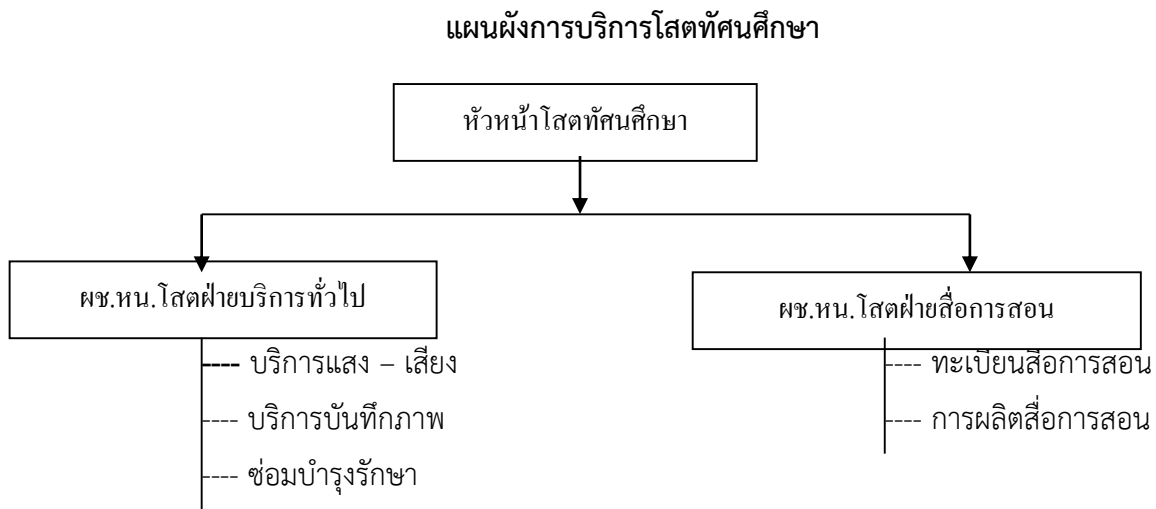 แผนผังการบริการโสตทัศนศึกษา
หัวหน้าโสตทัศนศึกษา
ผช.หน.โสตฝ่ายบริการทั่วไป
---- บริการแสง – เสียง
---- บริการบันทึกภาพ
---- ซ่อมบำรุงรักษา
ผช.หน.โสตฝ่ายสื่อการสอน
---- ทะเบียนสื่อการสอน
---- การผลิตสื่อการสอน